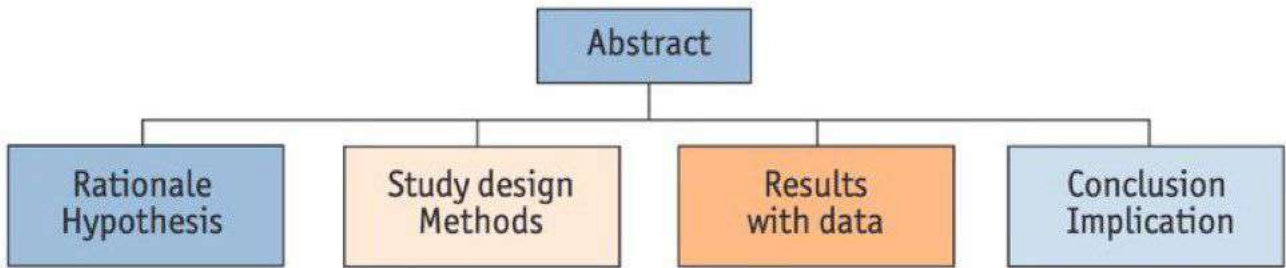 Abstract
Rationale
Hypothesis
Study design
Methods
Results
with data
Conclusion
Implication